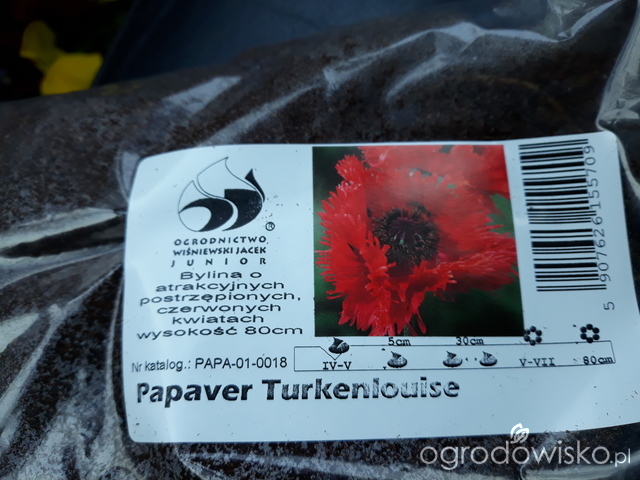 OGRODNICTWO
WIŚNIEWSKI JACEK
JUNIOR
®
Bylina o
atrakcyjnych
postrzępionych,
czerwonych
kwiatach
wysokość 80cm
5 907626 155709
Nr katalog.: PAPA-01-0018
5cm 30cm
IV-V V-VII 80cm
Papaver Turkenlouise
ogrodowisko.pl